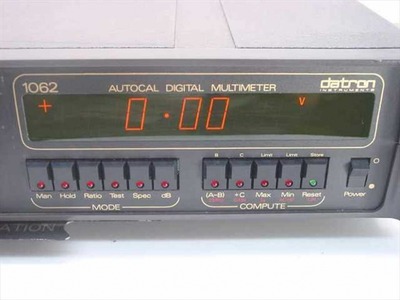 1062 AUTOCAL DIGITAL MULTIMETER datron
INSTRUMENTS
+ 0.00 V
B C Limit Limit Store
Man Hold Ratio Test Spec dB (A-B) ÷C Max Min Reset Power
MODE COMPUTE
ATION